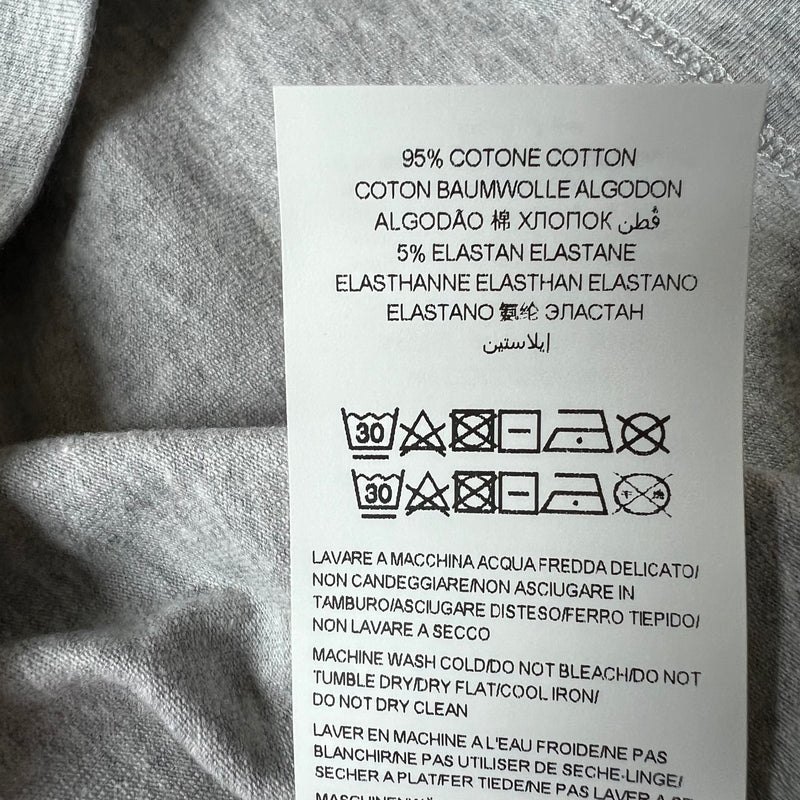 95% COTONE COTTON
COTON BAUMWOLLE ALGODON
ALGODÃO 棉 ХЛОПОК قُطن
5% ELASTAN ELASTANE
ELASTHANNE ELASTHAN ELASTANO
ELASTANO 氨纶 ЭЛАСТАН
إيلاستين
30
30 干洗
LAVARE A MACCHINA ACQUA FREDDA DELICATO/
NON CANDEGGIARE/NON ASCIUGARE IN
TAMBURO/ASCIUGARE DISTESO/FERRO TIEPIDO/
NON LAVARE A SECCO
MACHINE WASH COLD/DO NOT BLEACH/DO NOT
TUMBLE DRY/DRY FLAT/COOL IRON/
DO NOT DRY CLEAN
LAVER EN MACHINE A L'EAU FROIDE/NE PAS
BLANCHIR/NE PAS UTILISER DE SECHE-LINGE/
SECHER A PLAT/FER TIEDE/NE PAS LAVER A